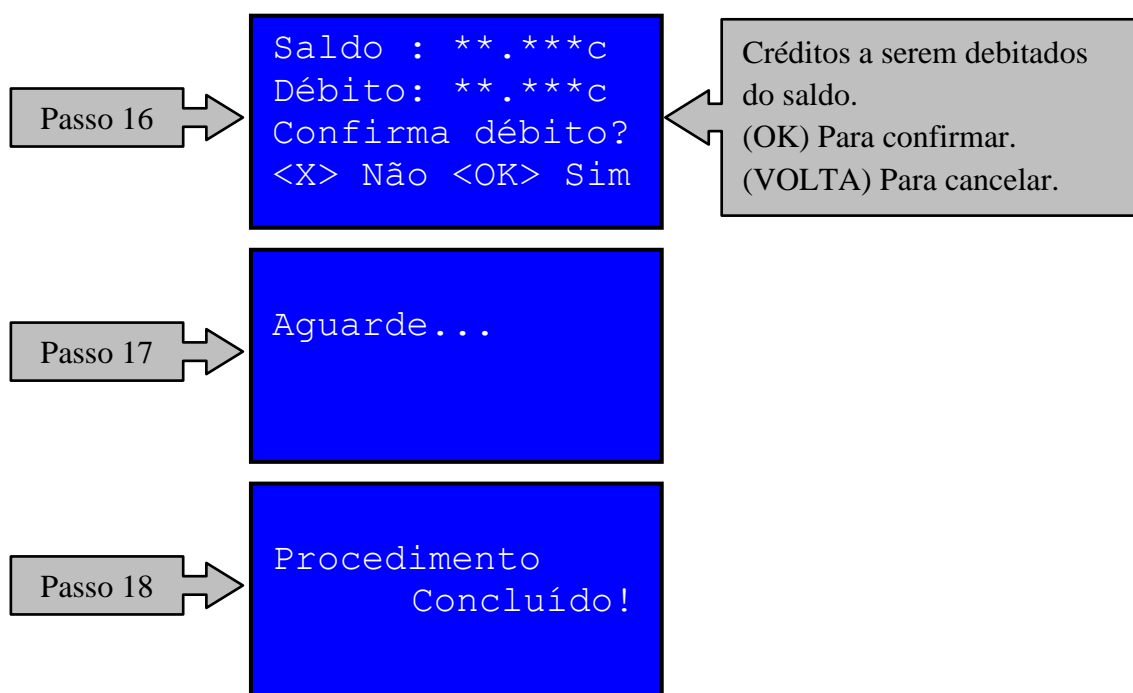 Passo 16
Saldo : **.***c
Débito: **.***c
Confirma débito?
<X> Não <OK> Sim
Créditos a serem debitados
do saldo.
(OK) Para confirmar.
(VOLTA) Para cancelar.
Passo 17
Aguarde...
Passo 18
Procedimento
Concluído!